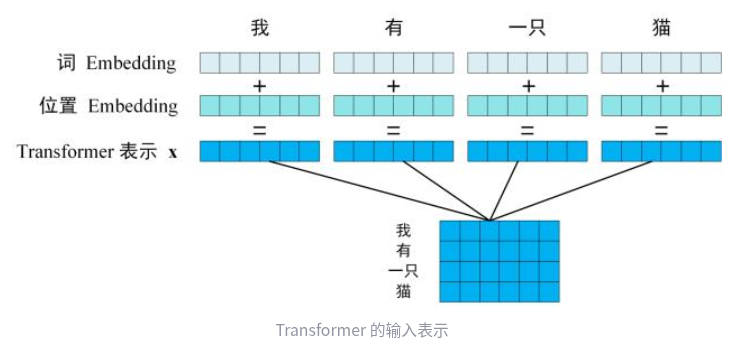 我 有 一只 猫
词 Embedding
+ + + +
位置 Embedding
= = = =
Transformer 表示 x
我
有
一只
猫
Transformer 的输入表示